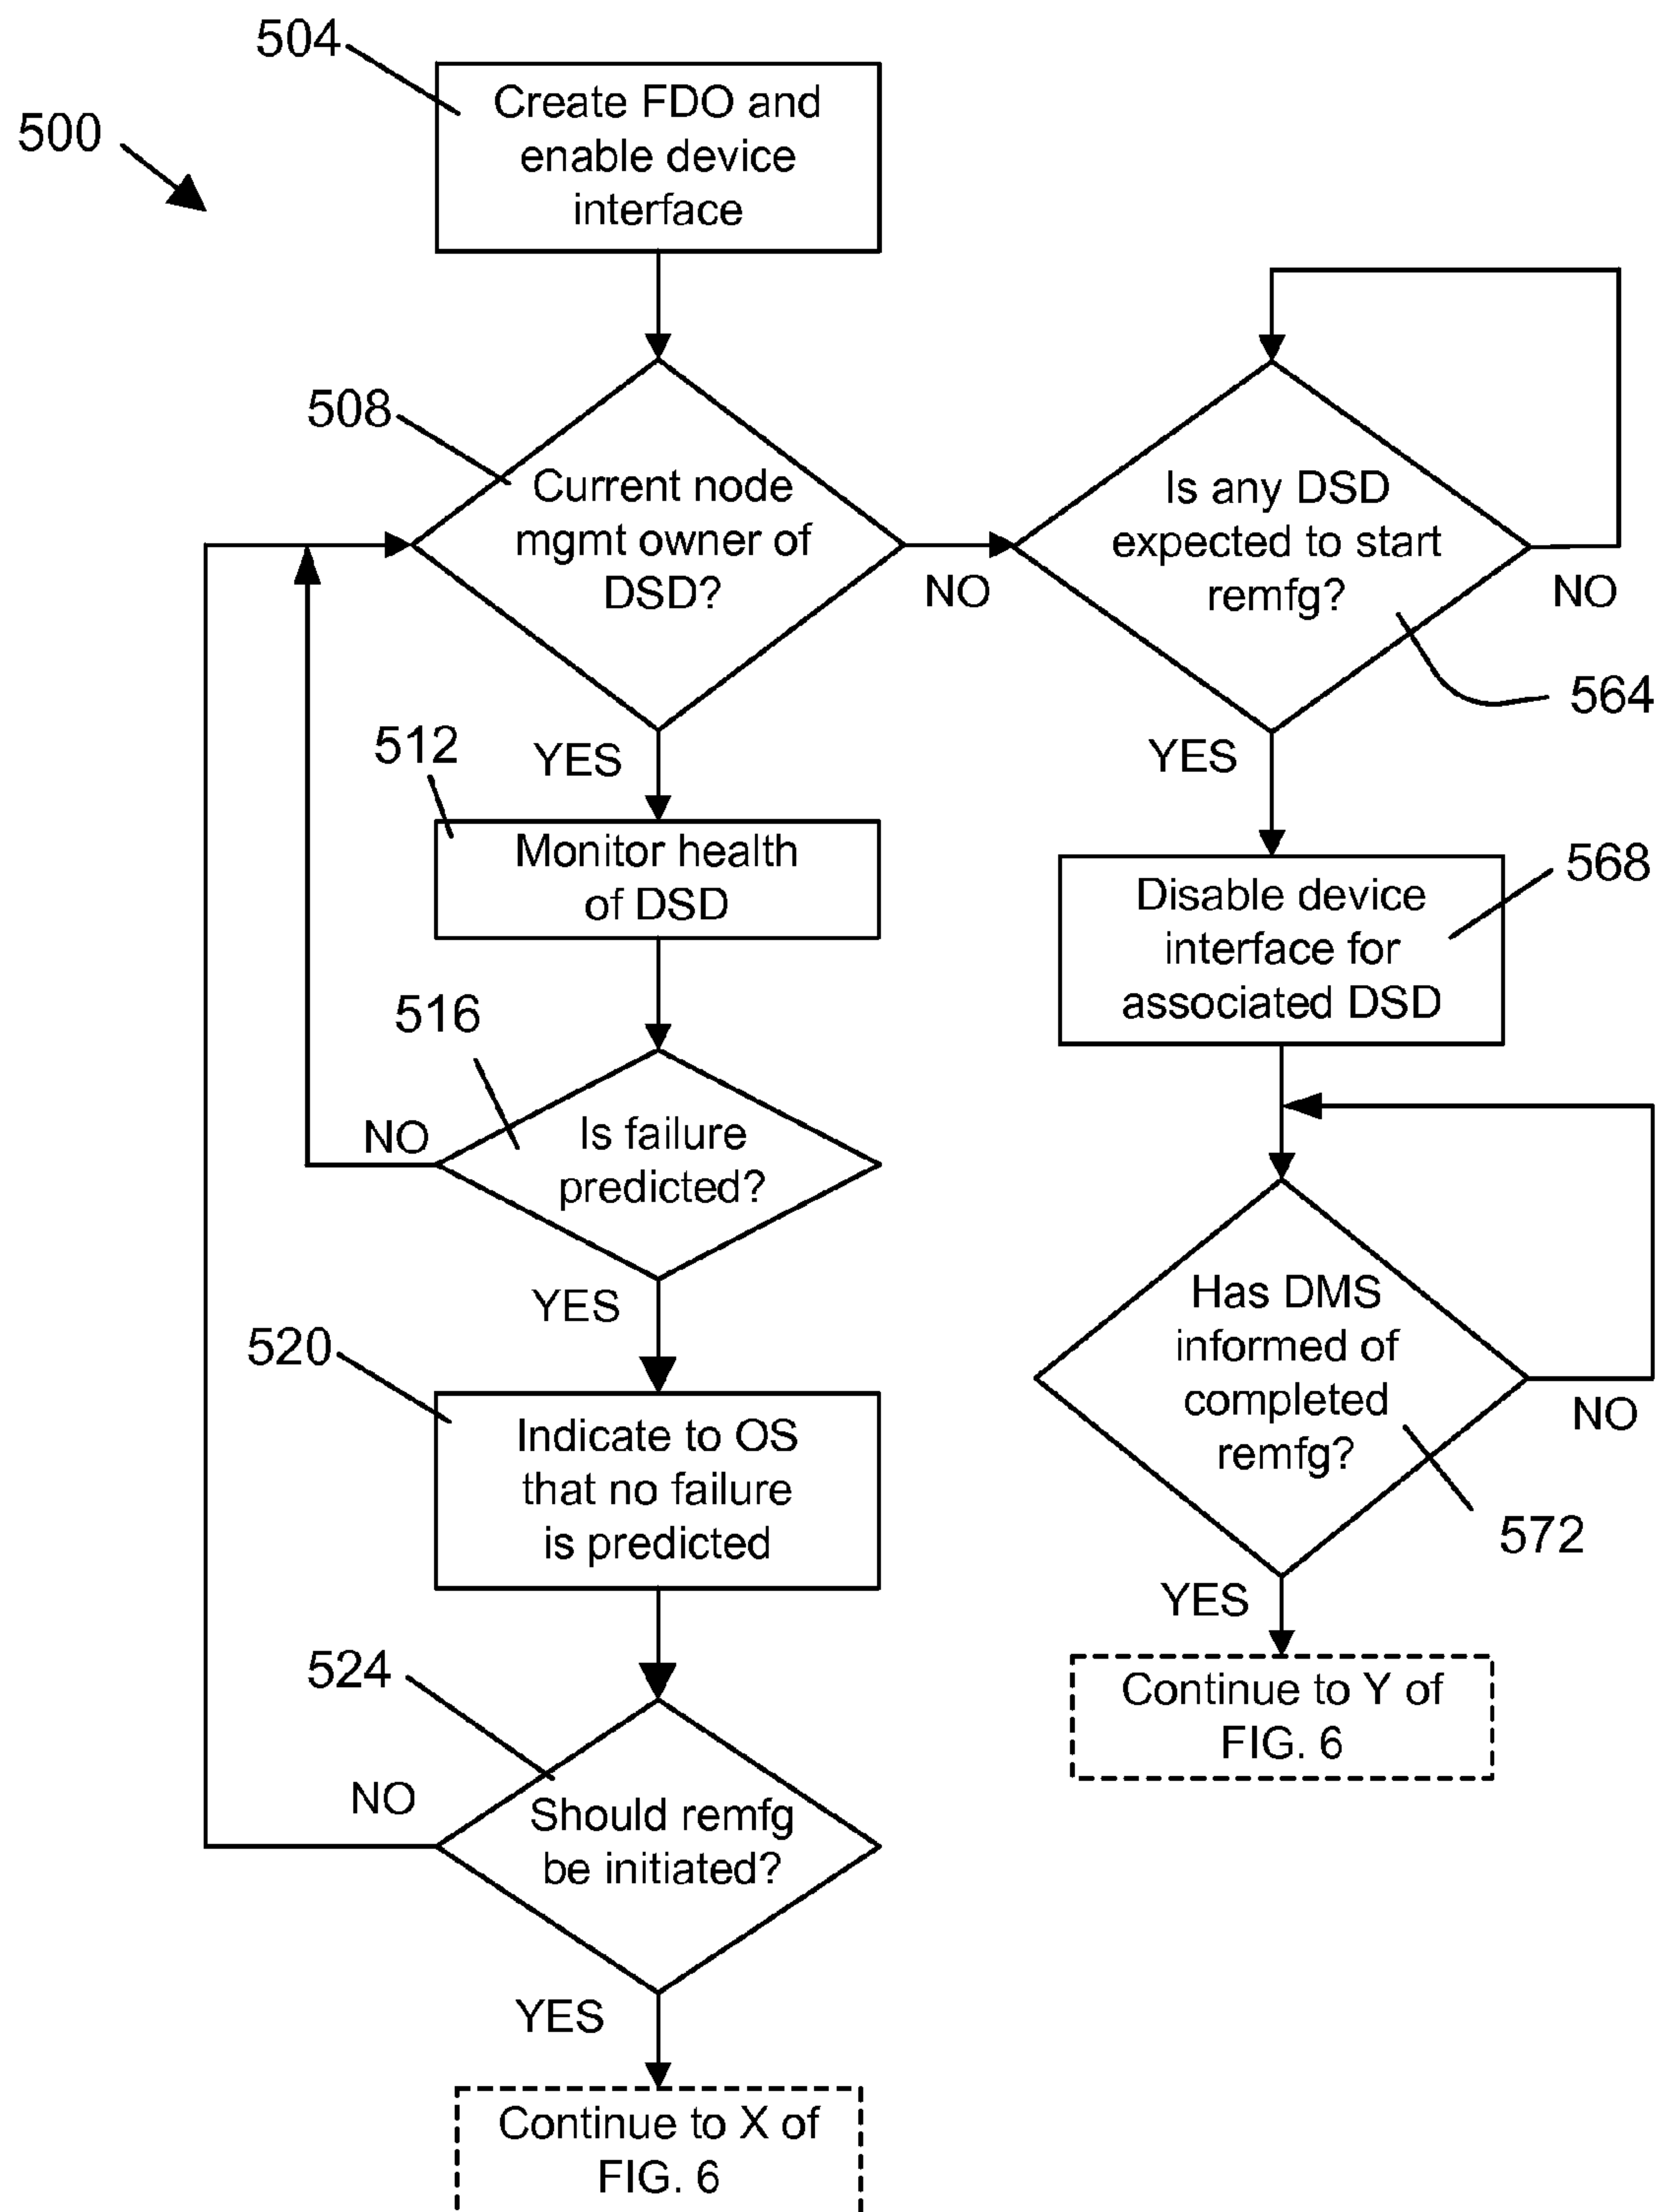 504
Create FDO and
enable device
interface
500
508
Current node
mgmt owner of
DSD?
NO
YES
Is any DSD
expected to start
remfg?
NO
564
YES
512
Monitor health
of DSD
568
Disable device
interface for
associated DSD
516
Is failure
predicted?
NO
YES
520
Indicate to OS
that no failure
is predicted
Has DMS
informed of
completed
remfg?
NO
572
YES
Continue to Y of
FIG. 6
524
Should remfg
be initiated?
NO
YES
Continue to X of
FIG. 6